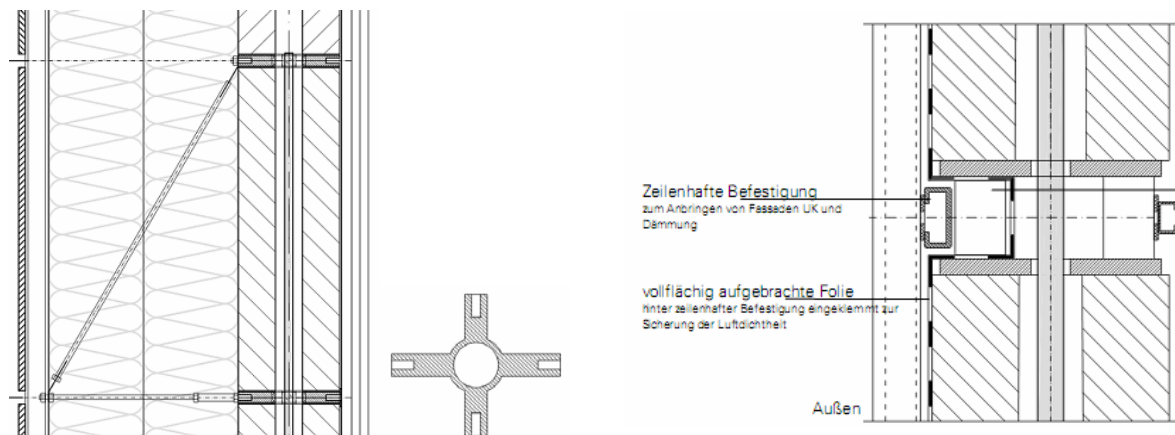 Zeilenhafte Befestigung
zum Anbringen von Fassaden UK und
Dämmung
vollflächig aufgebrachte Folie
hinter zeilenhafter Befestigung eingeklemmt zur
Sicherung der Luftdichtheit
Außen